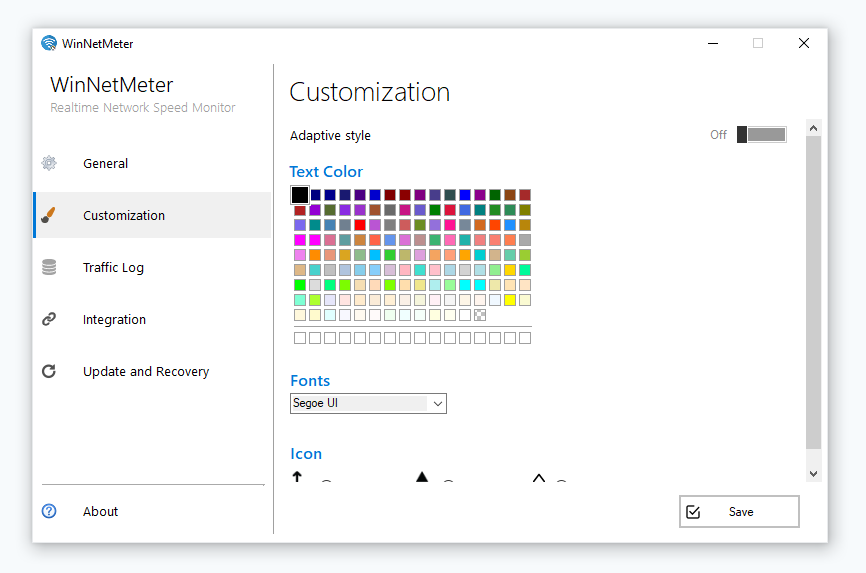 WinNetMeter
WinNetMeter
Realtime Network Speed Monitor
General
Customization
Traffic Log
Integration
Update and Recovery
About
Customization
Adaptive style
Off
Text Color
Fonts
Segoe UI
Icon
Save